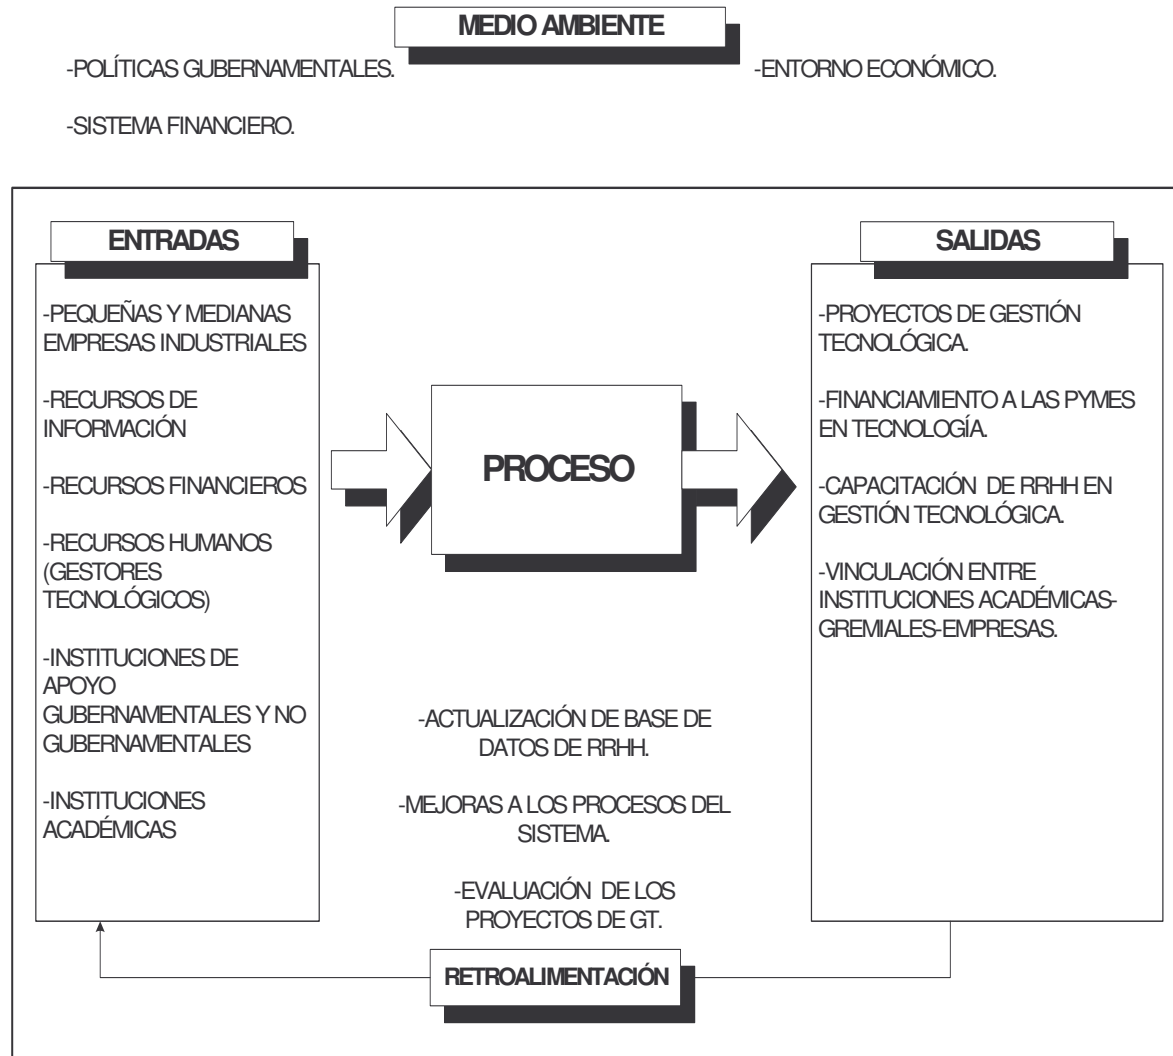 MEDIO AMBIENTE
-POLÍTICAS GUBERNAMENTALES.
-ENTORNO ECONÓMICO.
-SISTEMA FINANCIERO.
ENTRADAS
-PEQUEÑAS Y MEDIANAS
EMPRESAS INDUSTRIALES
-RECURSOS DE
INFORMACIÓN
-RECURSOS FINANCIEROS
-RECURSOS HUMANOS
(GESTORES
TECNOLÓGICOS)
-INSTITUCIONES DE
APOYO
GUBERNAMENTALES Y NO
GUBERNAMENTALES
-INSTITUCIONES
ACADÉMICAS
PROCESO
SALIDAS
-PROYECTOS DE GESTIÓN
TECNOLÓGICA.
-FINANCIAMIENTO A LAS PYMES
EN TECNOLOGÍA.
-CAPACITACIÓN DE RRHH EN
GESTIÓN TECNOLÓGICA.
-VINCULACIÓN ENTRE
INSTITUCIONES ACADÉMICAS-
GREMIALES-EMPRESAS.
-ACTUALIZACIÓN DE BASE DE
DATOS DE RRHH.
-MEJORAS A LOS PROCESOS DEL
SISTEMA.
-EVALUACIÓN DE LOS
PROYECTOS DE GT.
RETROALIMENTACIÓN